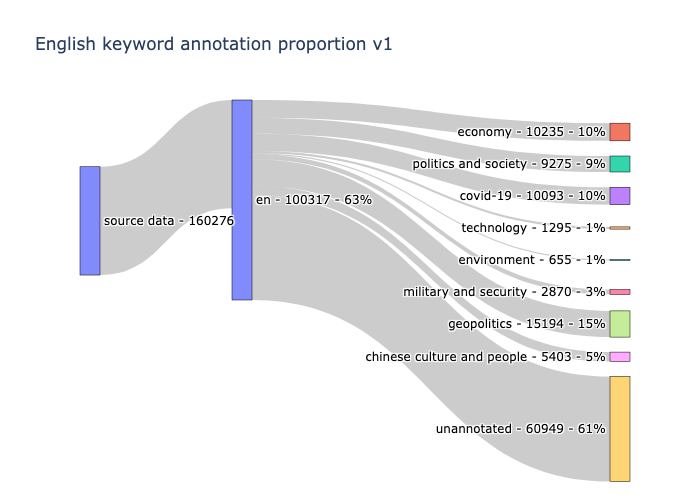 English keyword annotation proportion v1
source data - 160276
en - 100317 - 63%
economy - 10235 - 10%
politics and society - 9275 - 9%
covid-19 - 10093 - 10%
technology - 1295 - 1%
environment - 655 - 1%
military and security - 2870 - 3%
geopolitics - 15194 - 15%
chinese culture and people - 5403 - 5%
unannotated - 60949 - 61%